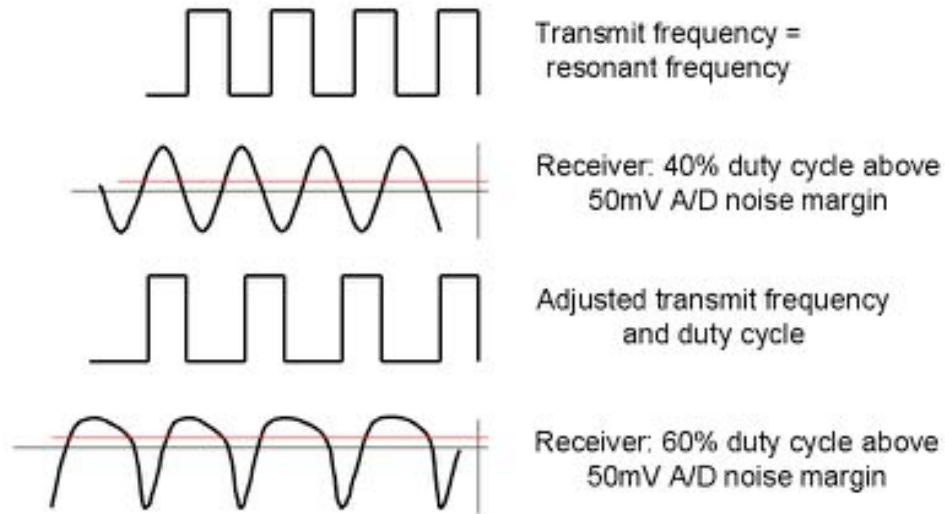 Transmit frequency =
resonant frequency
Receiver: 40% duty cycle above
50mV A/D noise margin
Adjusted transmit frequency
and duty cycle
Receiver: 60% duty cycle above
50mV A/D noise margin